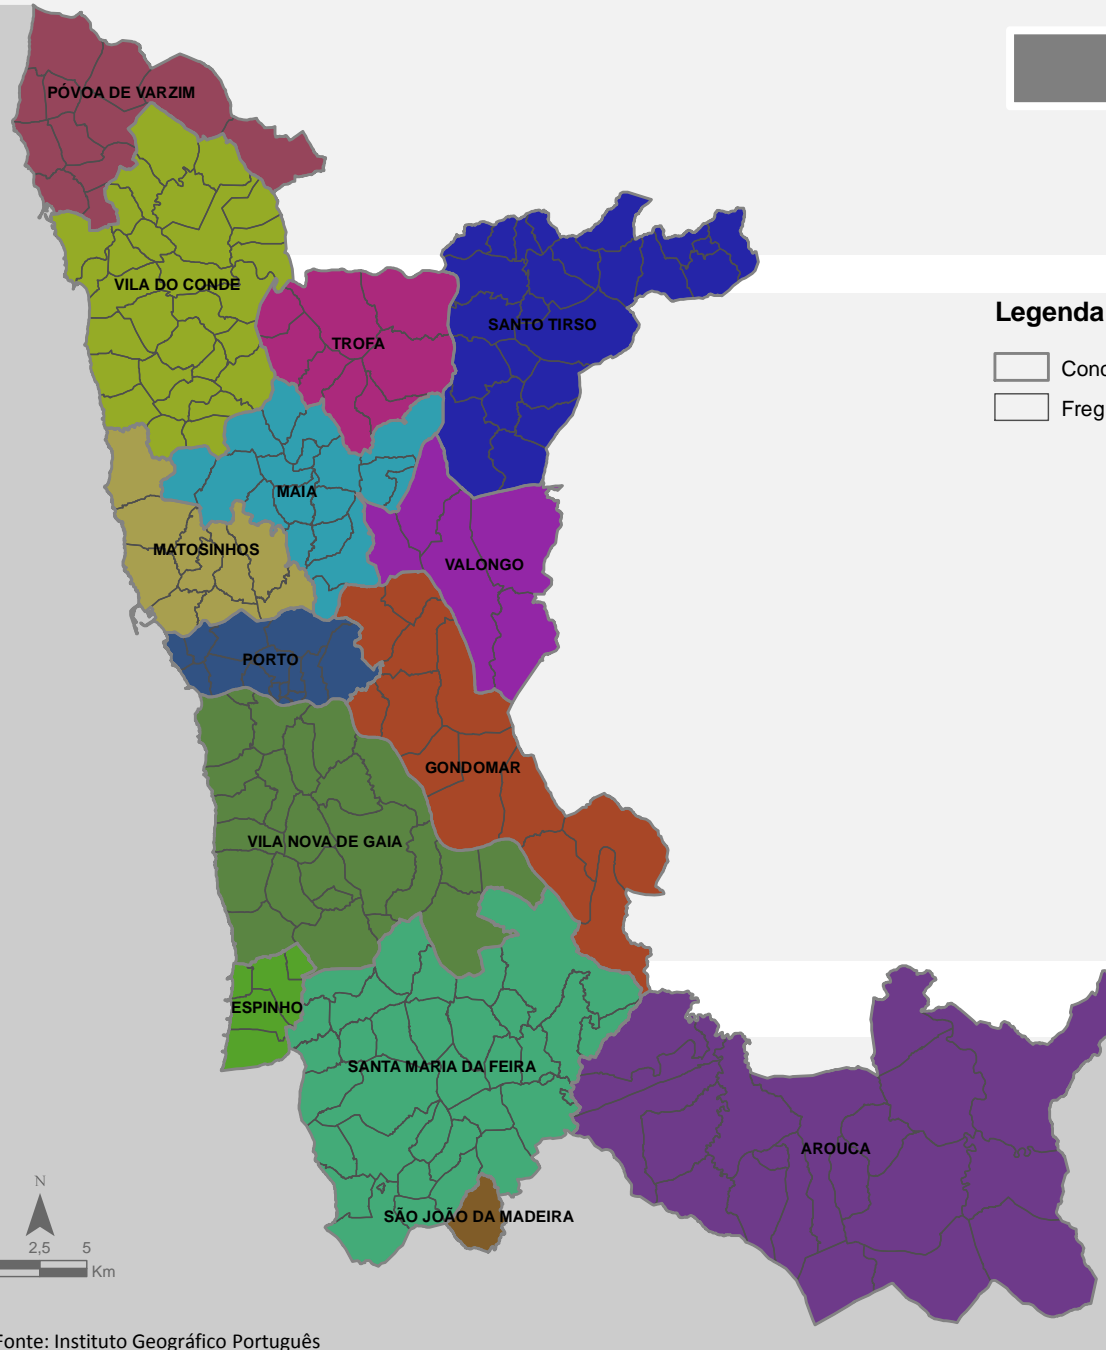 PÓVOA DE VARZIM
VILA DO CONDE
Legenda
SANTO TIRSO
TROFA
Conc
Freg
MAIA
MATOSINHOS
VALONGO
PORTO
GONDOMAR
VILA NOVA DE GAIA
ESPINHO
SANTA MARIA DA FEIRA
AROUCA
N
SÃO JOÃO DA MADEIRA
2,5 5
Km
Fonte: Instituto Geográfico Português